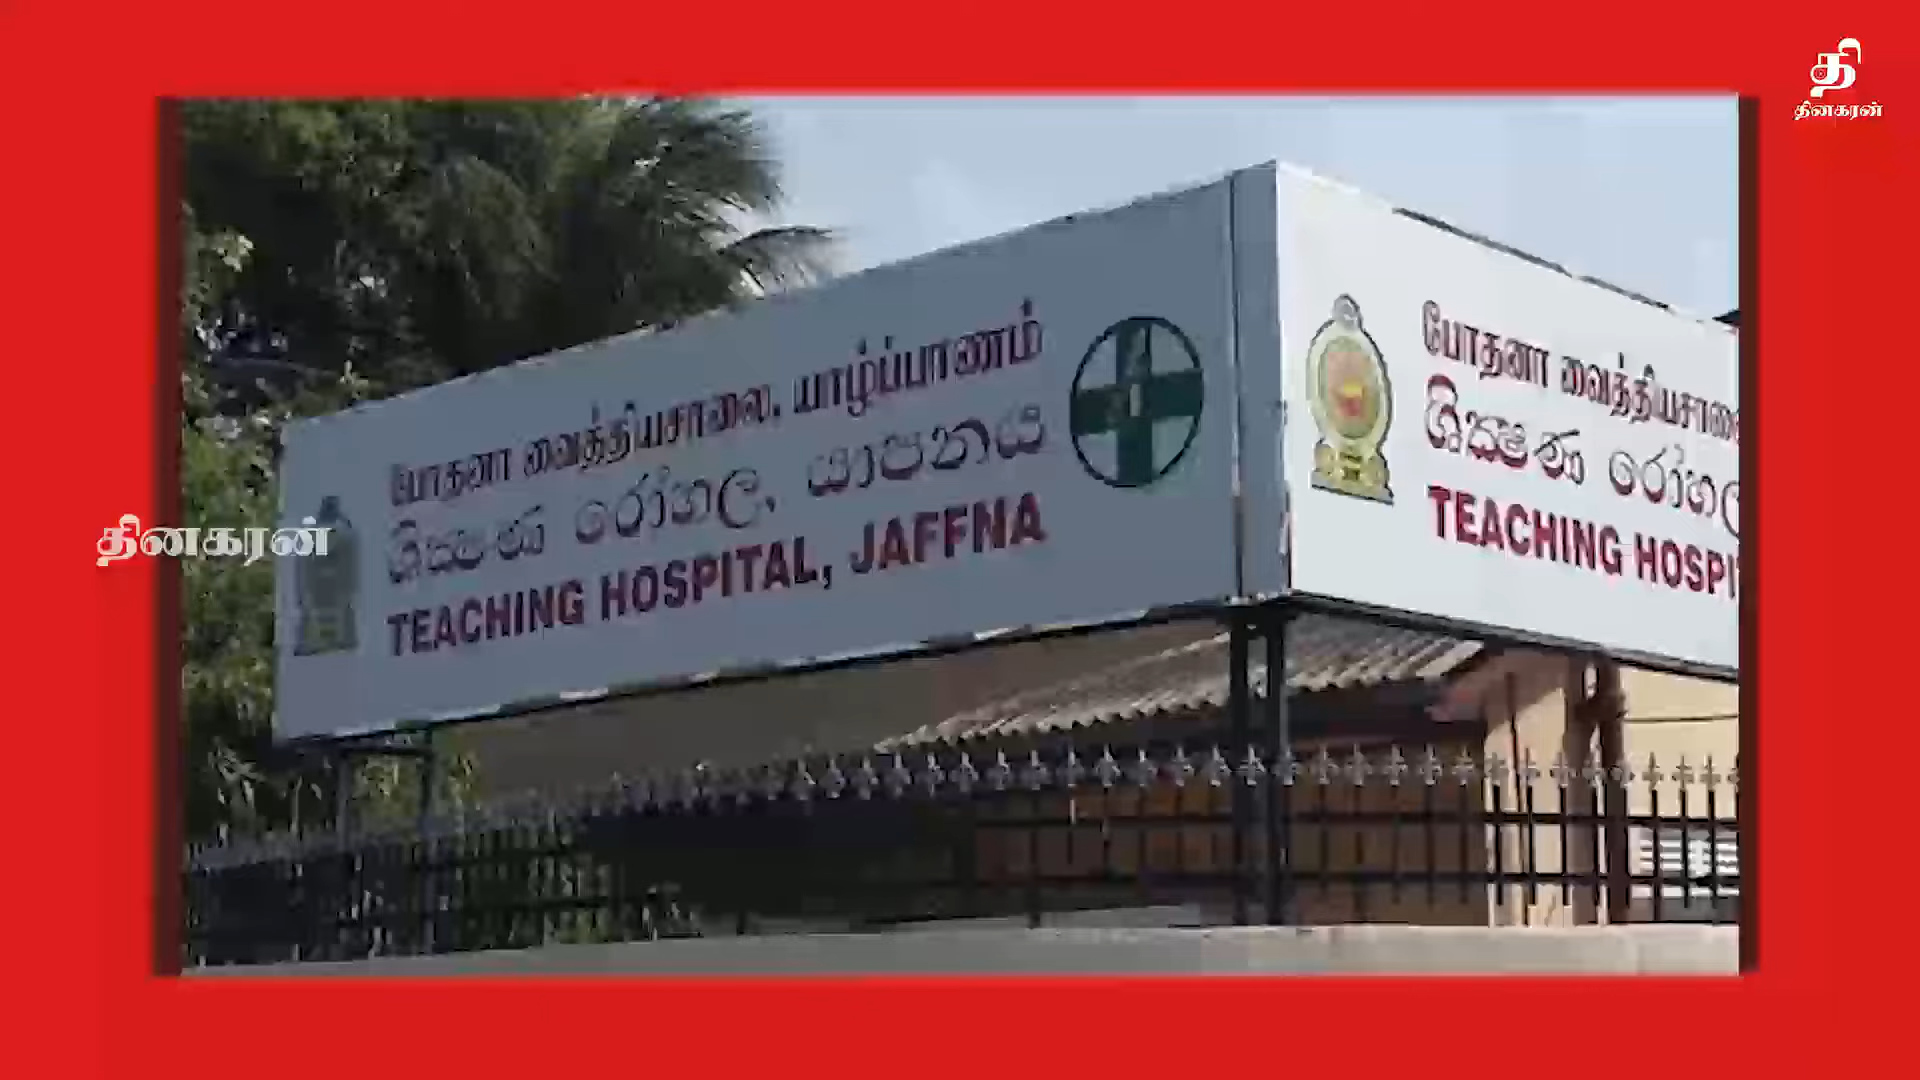 தி
தினகரன்
போதனா வைத்தியசாலை, யாழ்ப்பாணம்
ශික්ෂණ රෝහල, යාපනය
TEACHING HOSPITAL, JAFFNA
போதனா வைத்தியசாலை
ශික්ෂණ රෝහල
TEACHING HOSPI
தினகரன்